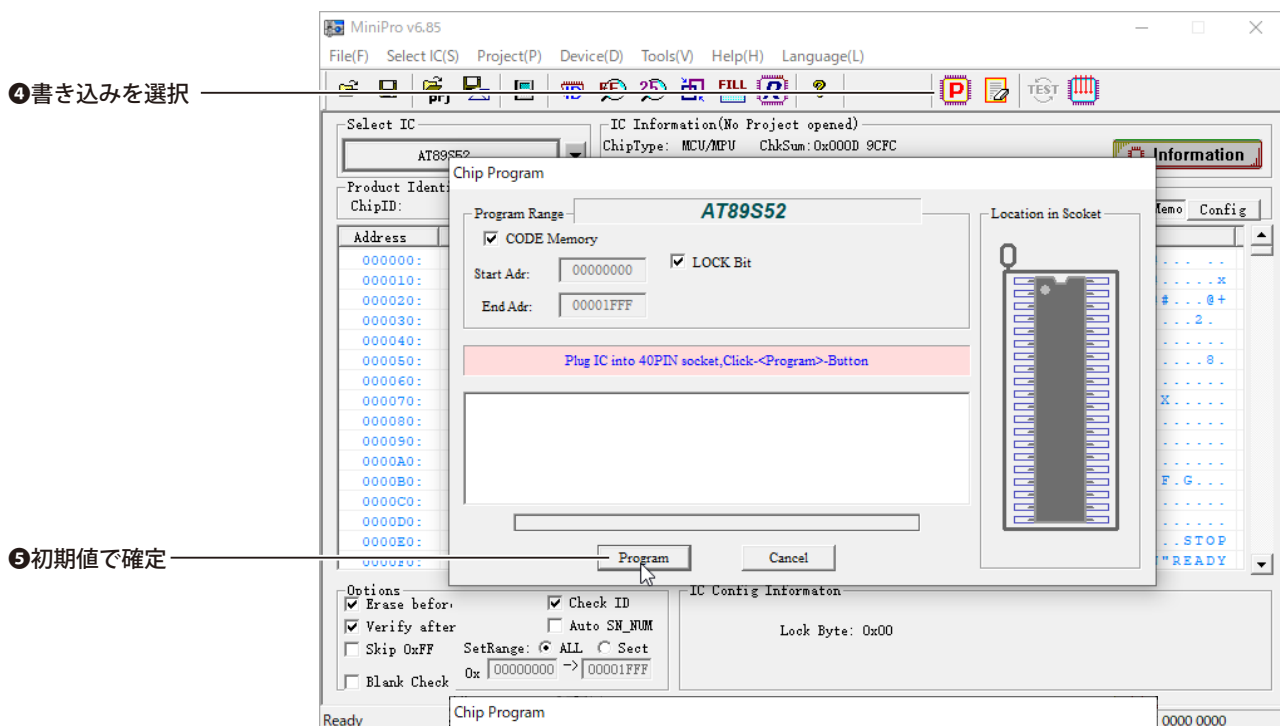 MiniPro v6.85
File(F) Select IC(S) Project(P) Device(D) Tools(V) Help(H) Language(L)
❹書き込みを選択
prj
FILL
R
P
TEST
Select IC
AT89S52
IC Information(No Project opened)
ChipType: MCU/MPU ChkSum:0x000D 9CFC
Information
Product Identi
ChipID:
Memo Config
Chip Program
Program Range
AT89S52
CODE Memory
LOCK Bit
Start Adr: 00000000
End Adr: 00001FFF
Location in Scoket
Plug IC into 40PIN socket,Click-<Program>-Button
Address
000000:
000010: .....x
000020: #...@+
000030: ...2.
000040: ......
000050: ....8.
000060: ......
000070: X.....
000080: ......
000090: ......
0000A0: ......
0000B0: F.G...
0000C0: ......
0000D0: ......
0000E0: ..STOP
0000F0: "READY
❺初期値で確定
Program Cancel
Options
Erase befor
Check ID
Verify after
Auto SN_NUM
Skip 0xFF
SetRange: ALL Sect
0x 00000000 -> 00001FFF
Blank Check
IC Config Informaton
Lock Byte: 0x00
Chip Program
Ready
0000 0000